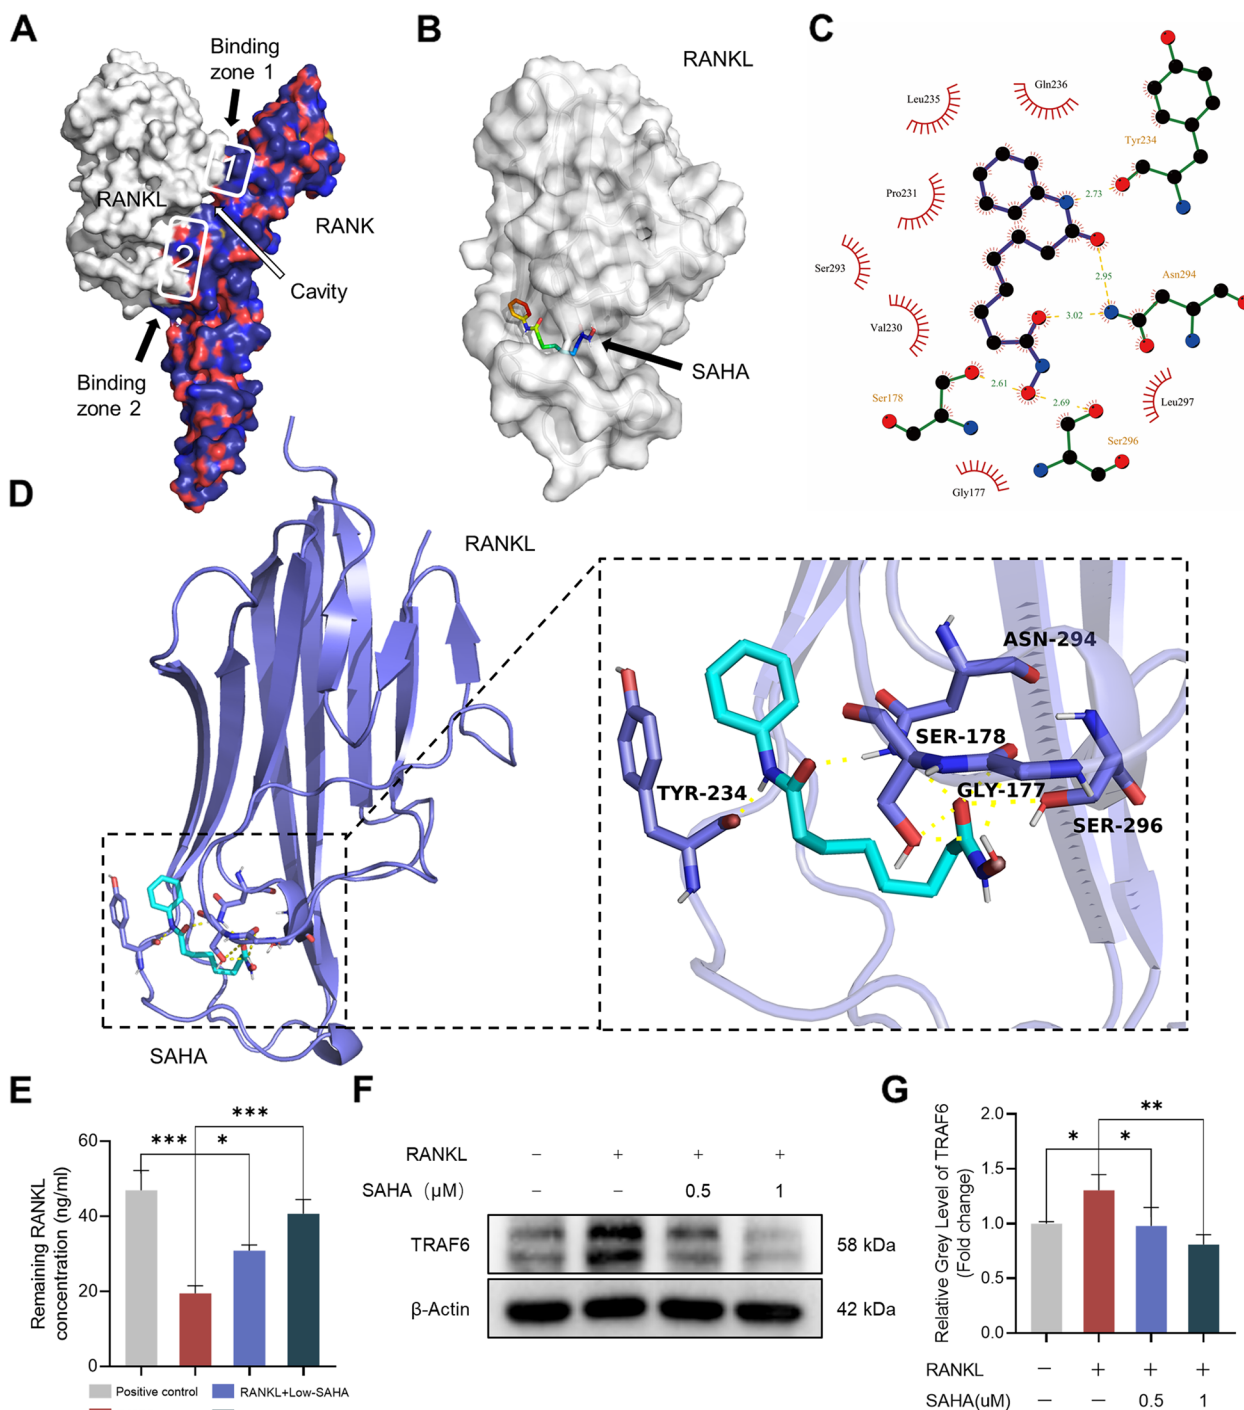 A
Binding
zone 1
1
RANKL
RANK
2
Cavity
Binding
zone 2
B
RANKL
SAHA
C
Leu235
Gln236
Tyr234
Pro231
2.73
Ser293
2.95
Asn294
Val230
3.02
Ser178
2.61
2.69
Leu297
Ser296
Gly177
D
RANKL
SAHA
ASN-294
SER-178
TYR-234
GLY-177
SER-296
E
Remaining RANKL
concentration (ng/ml)
60
40
20
0
***
*** *
Positive control
RANKL+Low-SAHA
F
RANKL – + + +
SAHA (μM) – – 0.5 1
TRAF6 58 kDa
β-Actin 42 kDa
G
Relative Grey Level of TRAF6
(Fold change)
2.0
1.5
1.0
0.5
0.0
**
* *
RANKL – + + +
SAHA(uM) – – 0.5 1